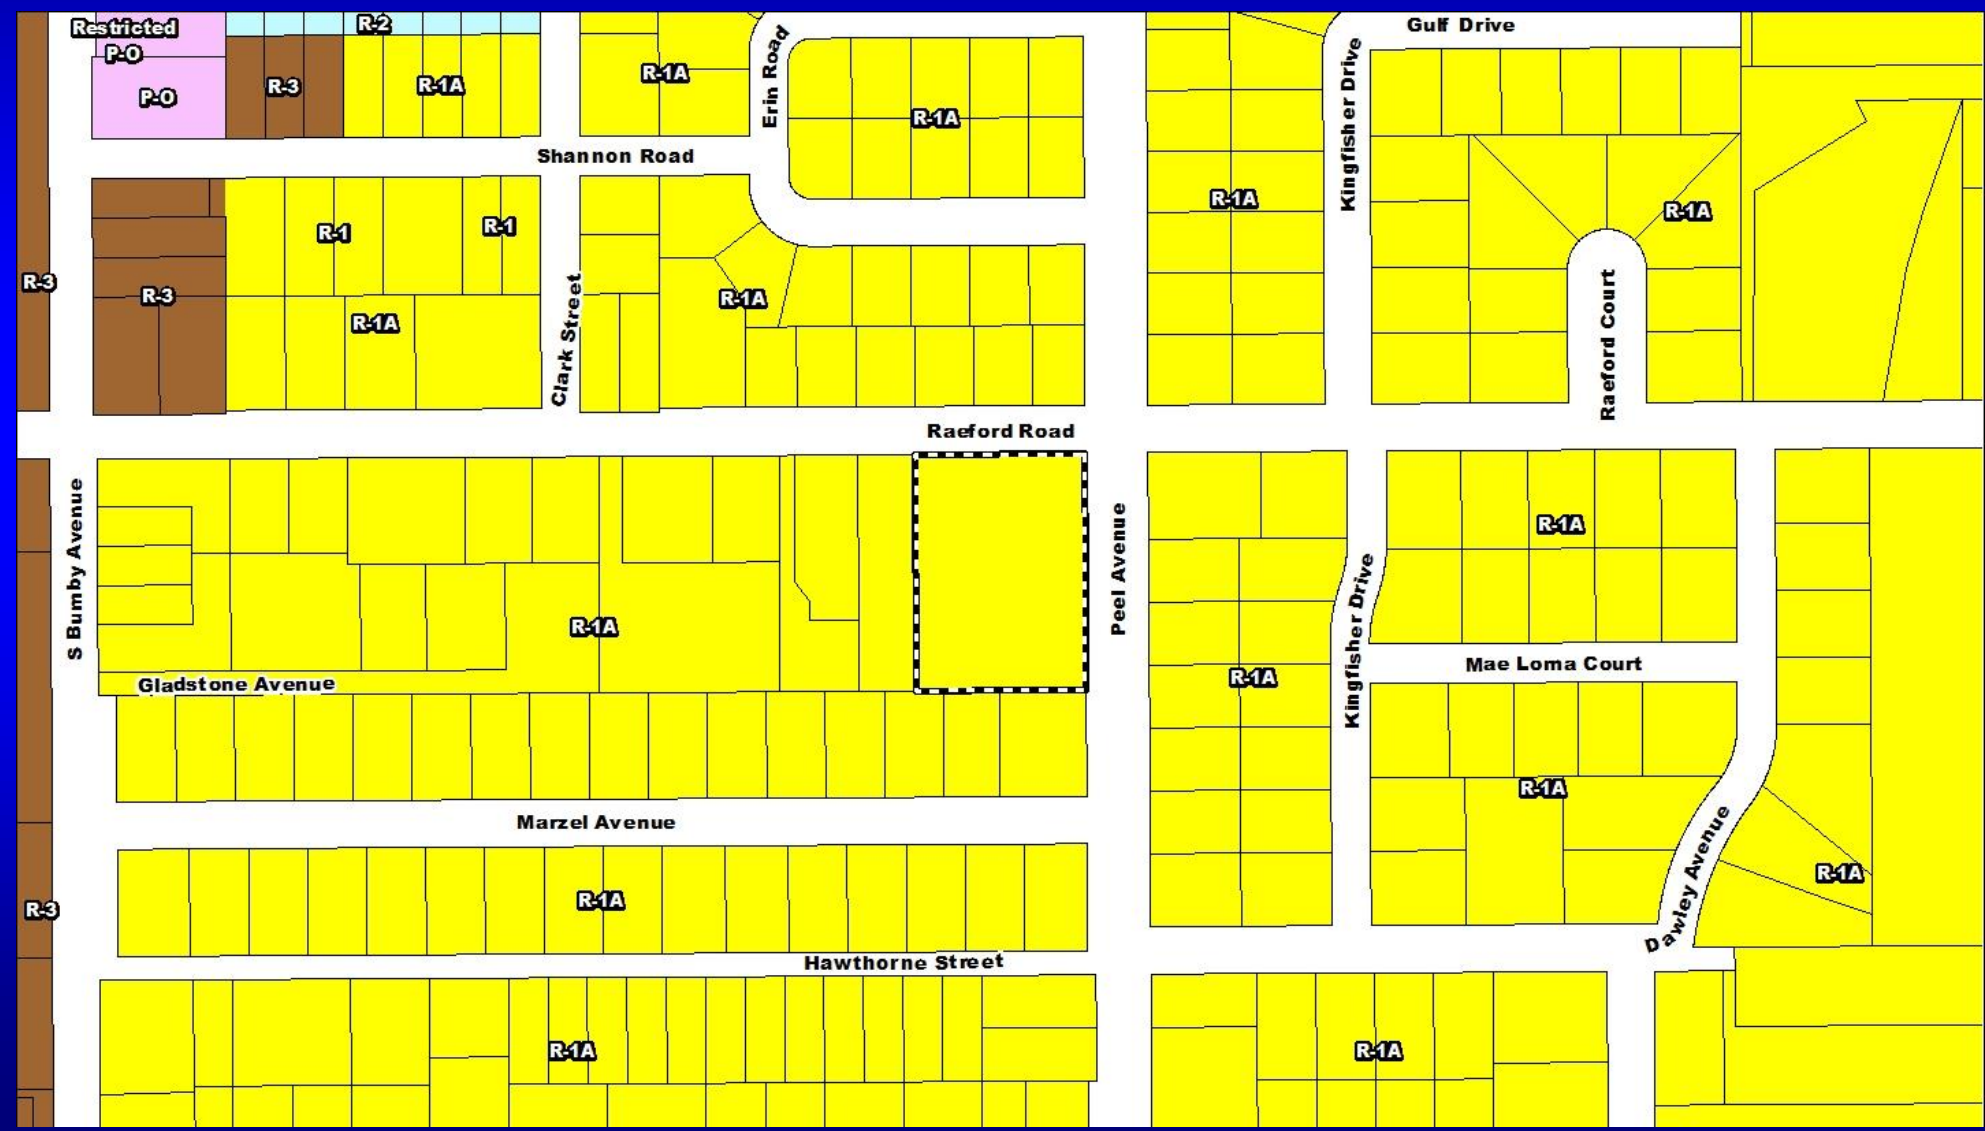 Restricted
P-O
R-2
Gulf Drive
P-O
R-3
R-1A
R-1A
Erin Road
R-1A
Kingfisher Drive
Shannon Road
R-1A
R-1A
R-1
R-1
R-3
R-3
R-1A
R-1A
Clark Street
Raeford Court
Raeford Road
S Bumby Avenue
Peel Avenue
R-1A
R-1A
Kingfisher Drive
Mae Loma Court
Gladstone Avenue
R-1A
R-1A
Marzel Avenue
Dawley Avenue
R-1A
R-1A
R-3
Hawthorne Street
R-1A
R-1A